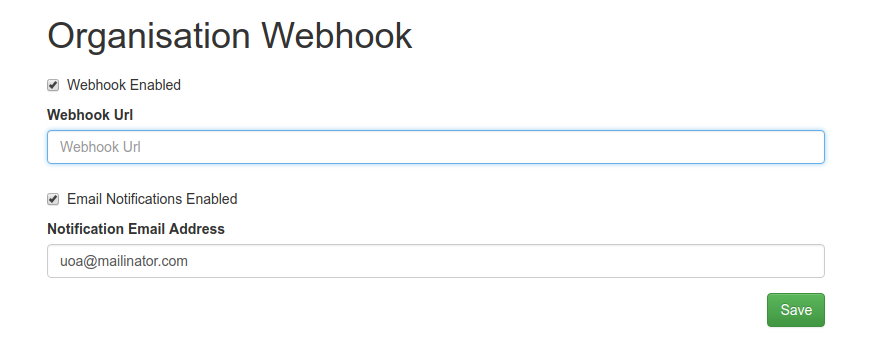 Organisation Webhook
Webhook Enabled
Webhook Url
Webhook Url
Email Notifications Enabled
Notification Email Address
uoa@mailinator.com
Save